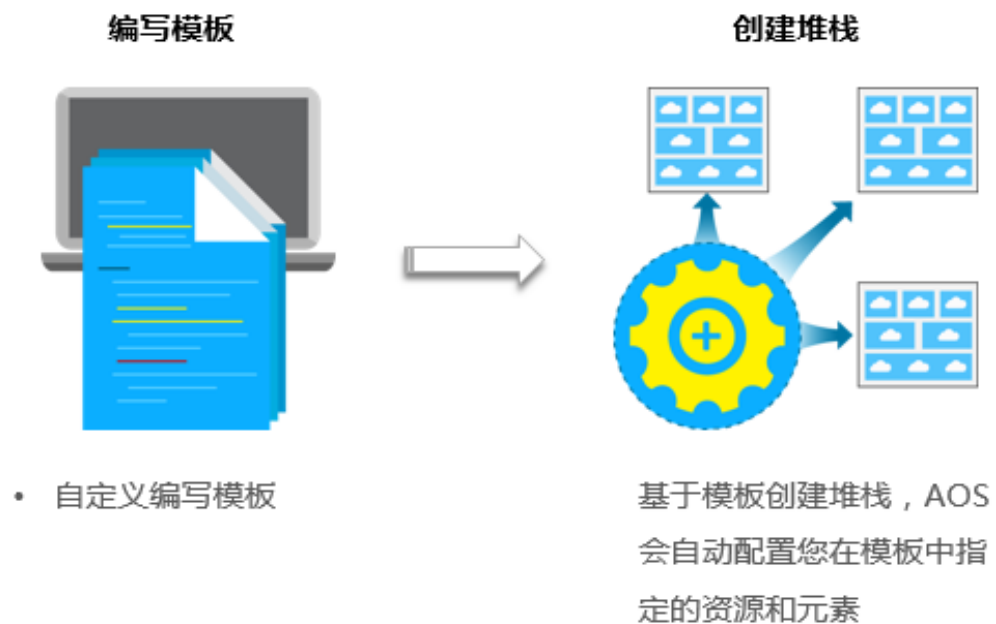 编写模板
创建堆栈
• 自定义编写模板
基于模板创建堆栈，AOS
会自动配置您在模板中指
定的资源和元素